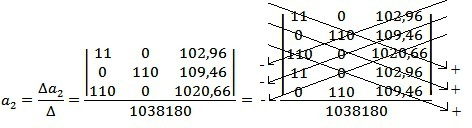 a₂ = Δa₂ / Δ = | 11 0 102,96 |
| 0 110 109,46 |
| 110 0 1020,66 |
1038180
= | 11 0 102,96 |
| 0 110 109,46 |
| 110 0 1020,66 |
- 11 0 102,96 +
- 0 110 109,46 +
- +
1038180